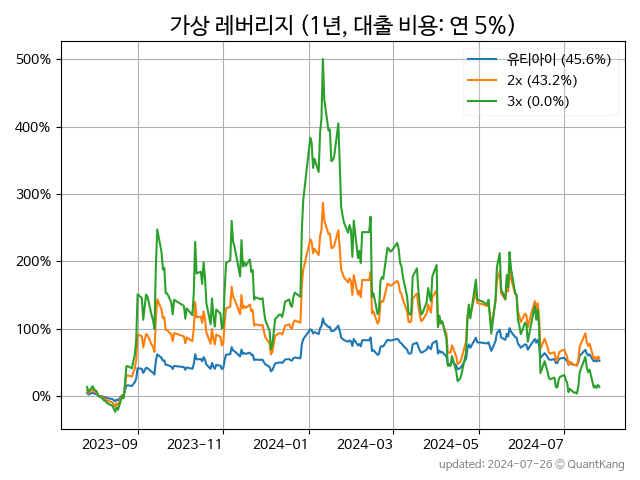 가상 레버리지 (1년, 대출 비용: 연 5%)
500%
400%
300%
200%
100%
0%
유티아이 (45.6%)
2x (43.2%)
3x (0.0%)
2023-09
2023-11
2024-01
2024-03
2024-05
2024-07
updated: 2024-07-26 © QuantKang